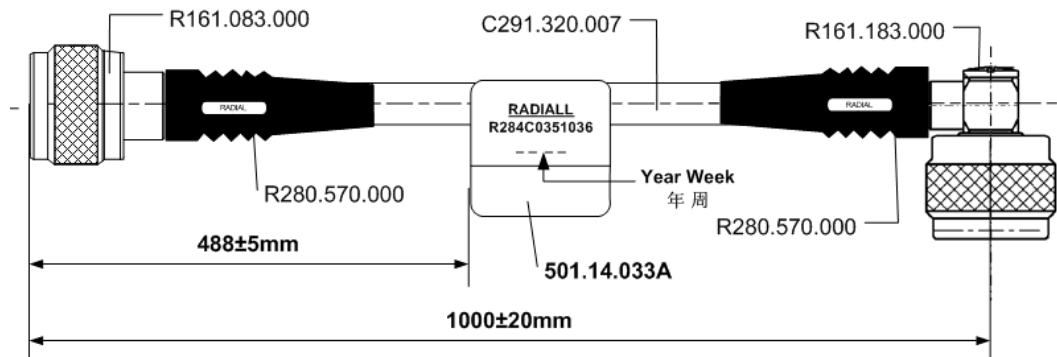 R161.083.000
C291.320.007
R161.183.000
RADIAL
RADIALL
R284C0351036
RADIAL
Year Week
年 周
R280.570.000
R280.570.000
488±5mm
501.14.033A
1000±20mm